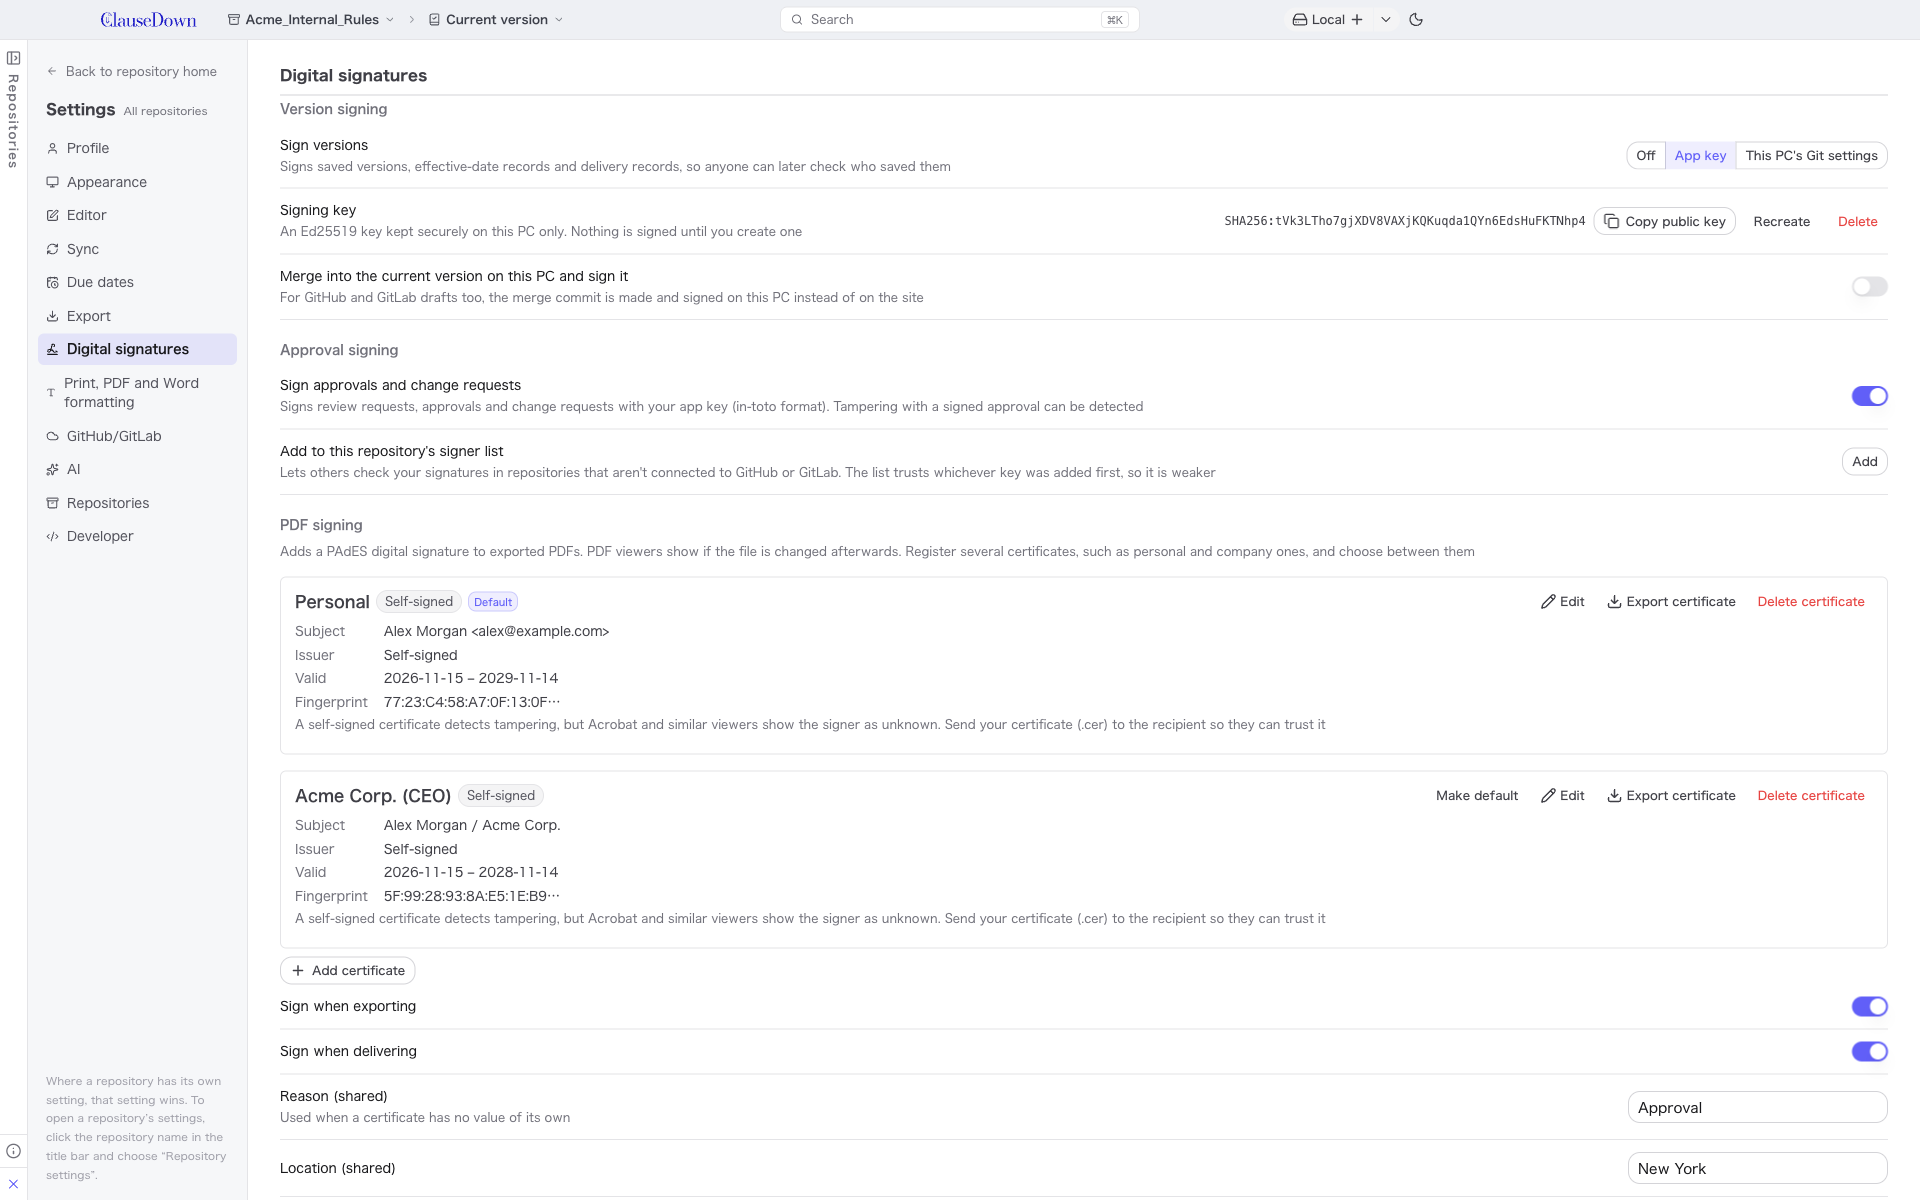 ClauseDown
Acme_Internal_Rules
Current version
Search
⌘K
Local
Repositories
Back to repository home
Settings All repositories
Profile
Appearance
Editor
Sync
Due dates
Export
Digital signatures
Print, PDF and Word
formatting
GitHub/GitLab
AI
Repositories
Developer
Where a repository has its own
setting, that setting wins. To
open a repository's settings,
click the repository name in the
title bar and choose “Repository
settings”.
Digital signatures
Version signing
Sign versions
Signs saved versions, effective-date records and delivery records, so anyone can later check who saved them
Off App key This PC's Git settings
Signing key
An Ed25519 key kept securely on this PC only. Nothing is signed until you create one
SHA256:tVk3LTho7gjXDV8VAXjKQKuqda1QYn6EdsHuFKTNhp4 Copy public key Recreate Delete
Merge into the current version on this PC and sign it
For GitHub and GitLab drafts too, the merge commit is made and signed on this PC instead of on the site
Approval signing
Sign approvals and change requests
Signs review requests, approvals and change requests with your app key (in-toto format). Tampering with a signed approval can be detected
Add to this repository's signer list
Lets others check your signatures in repositories that aren't connected to GitHub or GitLab. The list trusts whichever key was added first, so it is weaker
Add
PDF signing
Adds a PAdES digital signature to exported PDFs. PDF viewers show if the file is changed afterwards. Register several certificates, such as personal and company ones, and choose between them
Personal Self-signed Default Edit Export certificate Delete certificate
Subject Alex Morgan <alex@example.com>
Issuer Self-signed
Valid 2026-11-15 – 2029-11-14
Fingerprint 77:23:C4:58:A7:0F:13:0F…
A self-signed certificate detects tampering, but Acrobat and similar viewers show the signer as unknown. Send your certificate (.cer) to the recipient so they can trust it
Acme Corp. (CEO) Self-signed Make default Edit Export certificate Delete certificate
Subject Alex Morgan / Acme Corp.
Issuer Self-signed
Valid 2026-11-15 – 2028-11-14
Fingerprint 5F:99:28:93:8A:E5:1E:B9…
A self-signed certificate detects tampering, but Acrobat and similar viewers show the signer as unknown. Send your certificate (.cer) to the recipient so they can trust it
Add certificate
Sign when exporting
Sign when delivering
Reason (shared)
Used when a certificate has no value of its own
Approval
Location (shared)
New York